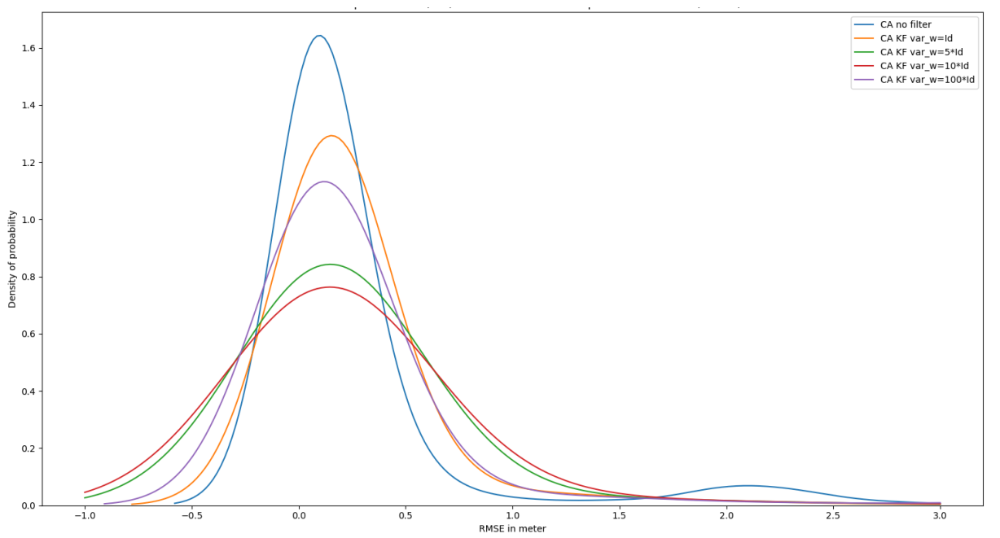 CA no filter
CA KF var_w=Id
CA KF var_w=5*Id
CA KF var_w=10*Id
CA KF var_w=100*Id
Density of probability
1.6
1.4
1.2
1.0
0.8
0.6
0.4
0.2
0.0
−1.0 −0.5 0.0 0.5 1.0 1.5 2.0 2.5 3.0
RMSE in meter